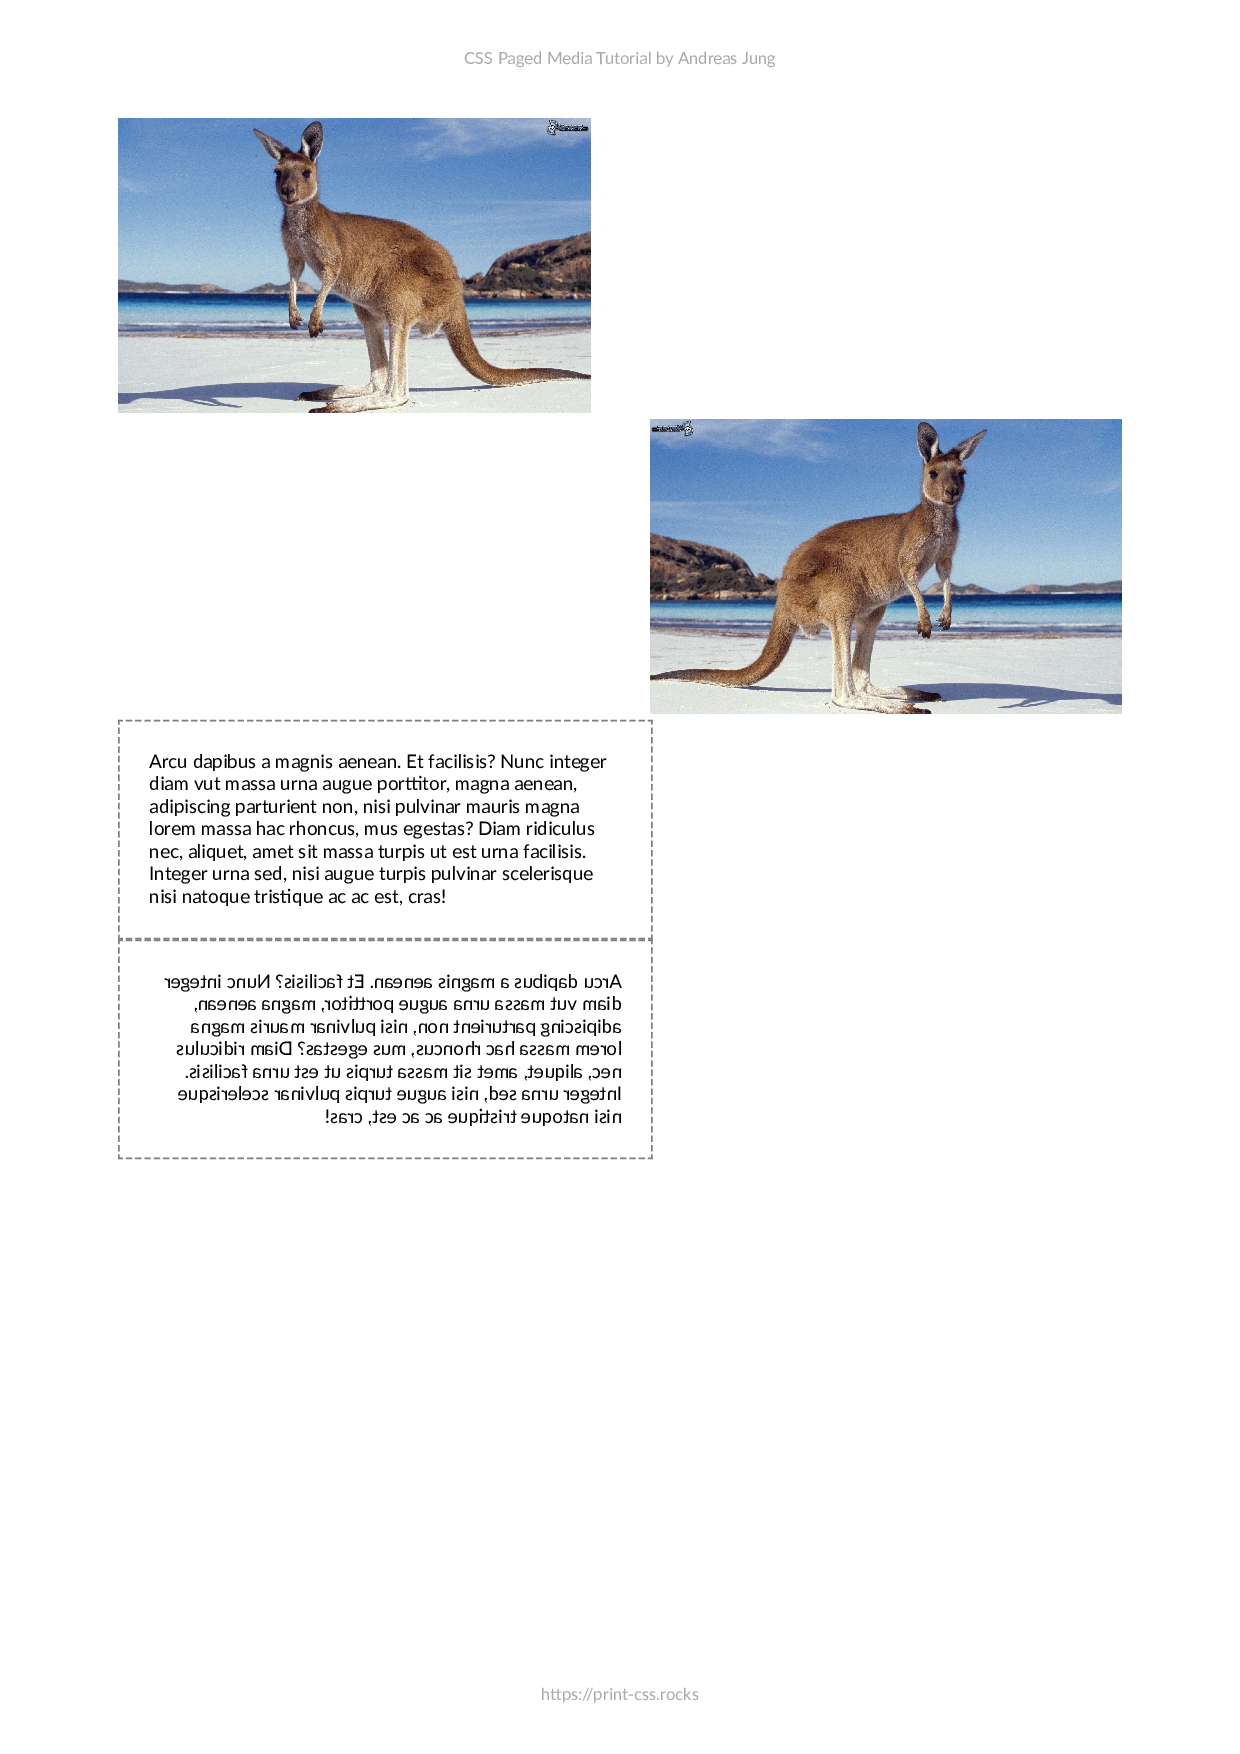 CSS Paged Media Tutorial by Andreas Jung
Arcu dapibus a magnis aenean. Et facilisis? Nunc integer
diam vut massa urna augue porttitor, magna aenean,
adipiscing parturient non, nisi pulvinar mauris magna
lorem massa hac rhoncus, mus egestas? Diam ridiculus
nec, aliquet, amet sit massa turpis ut est urna facilisis.
Integer urna sed, nisi augue turpis pulvinar scelerisque
nisi natoque tristique ac ac est, cras!
Arcu dapibus a magnis aenean. Et facilisis? Nunc integer
diam vut massa urna augue porttitor, magna aenean,
adipiscing parturient non, nisi pulvinar mauris magna
lorem massa hac rhoncus, mus egestas? Diam ridiculus
nec, aliquet, amet sit massa turpis ut est urna facilisis.
Integer urna sed, nisi augue turpis pulvinar scelerisque
nisi natoque tristique ac ac est, cras!
https://print-css.rocks